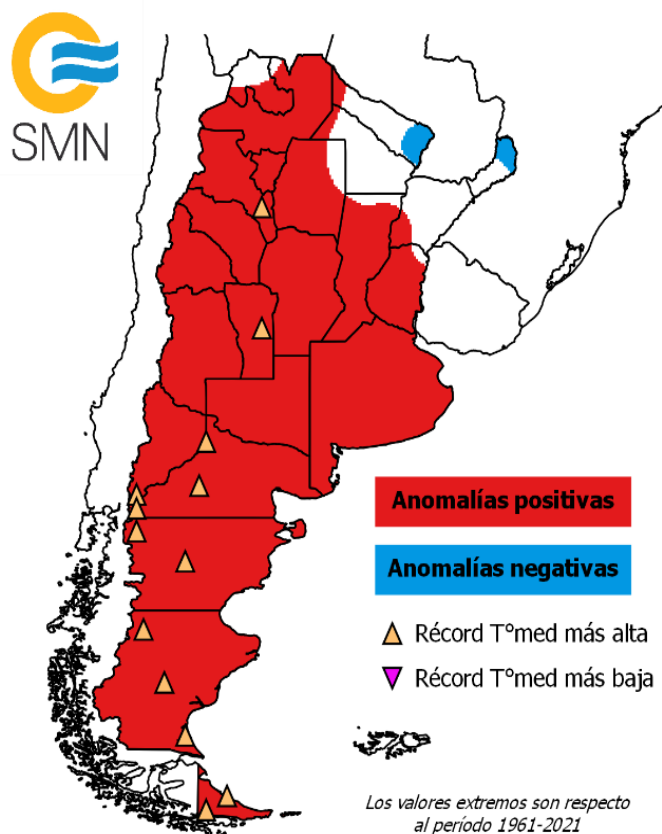 SMN
Anomalías positivas
Anomalías negativas
Récord T°med más alta
Récord T°med más baja
Los valores extremos son respecto
al período 1961-2021